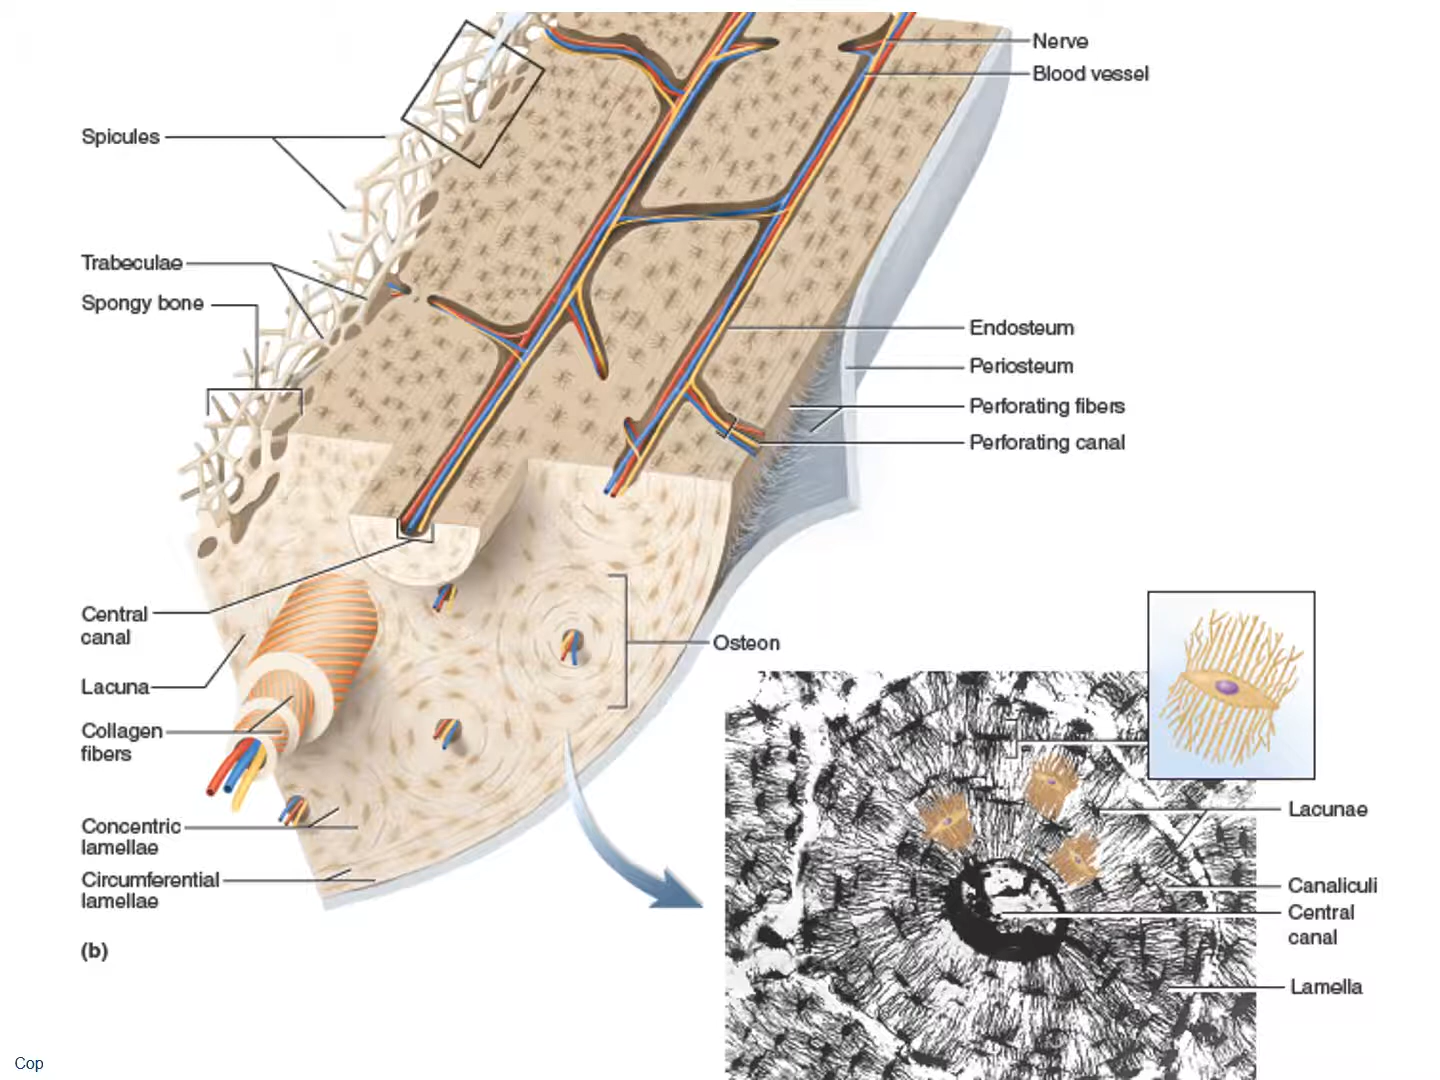 Nerve
Blood vessel
Spicules
Trabeculae
Spongy bone
Endosteum
Periosteum
Perforating fibers
Perforating canal
Central
canal
Osteon
Lacuna
Collagen
fibers
Concentric
lamellae
Circumferential
lamellae
(b)
Lacunae
Canaliculi
Central
canal
Lamella
Cop